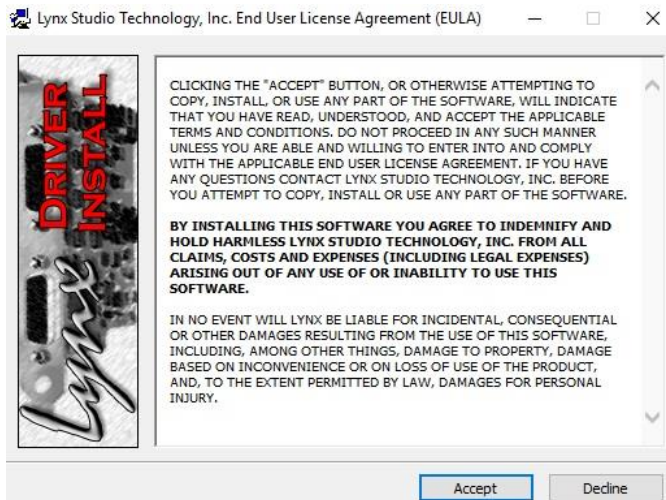 Lynx Studio Technology, Inc. End User License Agreement (EULA)
DRIVER
INSTALL
Lynx
CLICKING THE "ACCEPT" BUTTON, OR OTHERWISE ATTEMPTING TO
COPY, INSTALL, OR USE ANY PART OF THE SOFTWARE, WILL INDICATE
THAT YOU HAVE READ, UNDERSTOOD, AND ACCEPT THE APPLICABLE
TERMS AND CONDITIONS. DO NOT PROCEED IN ANY SUCH MANNER
UNLESS YOU ARE ABLE AND WILLING TO ENTER INTO AND COMPLY
WITH THE APPLICABLE END USER LICENSE AGREEMENT. IF YOU HAVE
ANY QUESTIONS CONTACT LYNX STUDIO TECHNOLOGY, INC. BEFORE
YOU ATTEMPT TO COPY, INSTALL OR USE ANY PART OF THE SOFTWARE.
BY INSTALLING THIS SOFTWARE YOU AGREE TO INDEMNIFY AND
HOLD HARMLESS LYNX STUDIO TECHNOLOGY, INC. FROM ALL
CLAIMS, COSTS AND EXPENSES (INCLUDING LEGAL EXPENSES)
ARISING OUT OF ANY USE OF OR INABILITY TO USE THIS
SOFTWARE.
IN NO EVENT WILL LYNX BE LIABLE FOR INCIDENTAL, CONSEQUENTIAL
OR OTHER DAMAGES RESULTING FROM THE USE OF THIS SOFTWARE,
INCLUDING, AMONG OTHER THINGS, DAMAGE TO PROPERTY, DAMAGE
BASED ON INCONVENIENCE OR ON LOSS OF USE OF THE PRODUCT,
AND, TO THE EXTENT PERMITTED BY LAW, DAMAGES FOR PERSONAL
INJURY.
Accept
Decline